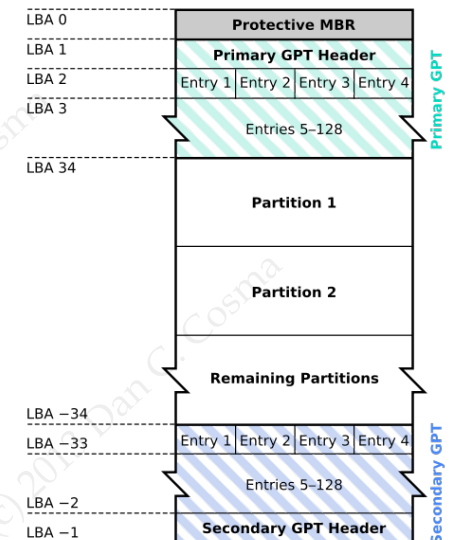 LBA 0
Protective MBR
LBA 1
Primary GPT Header
LBA 2
Entry 1 Entry 2 Entry 3 Entry 4
LBA 3
Entries 5–128
Primary GPT
LBA 34
Partition 1
Partition 2
Remaining Partitions
LBA −34
LBA −33
Entry 1 Entry 2 Entry 3 Entry 4
Entries 5–128
Secondary GPT
LBA −2
LBA −1
Secondary GPT Header
Dan C. Cosma